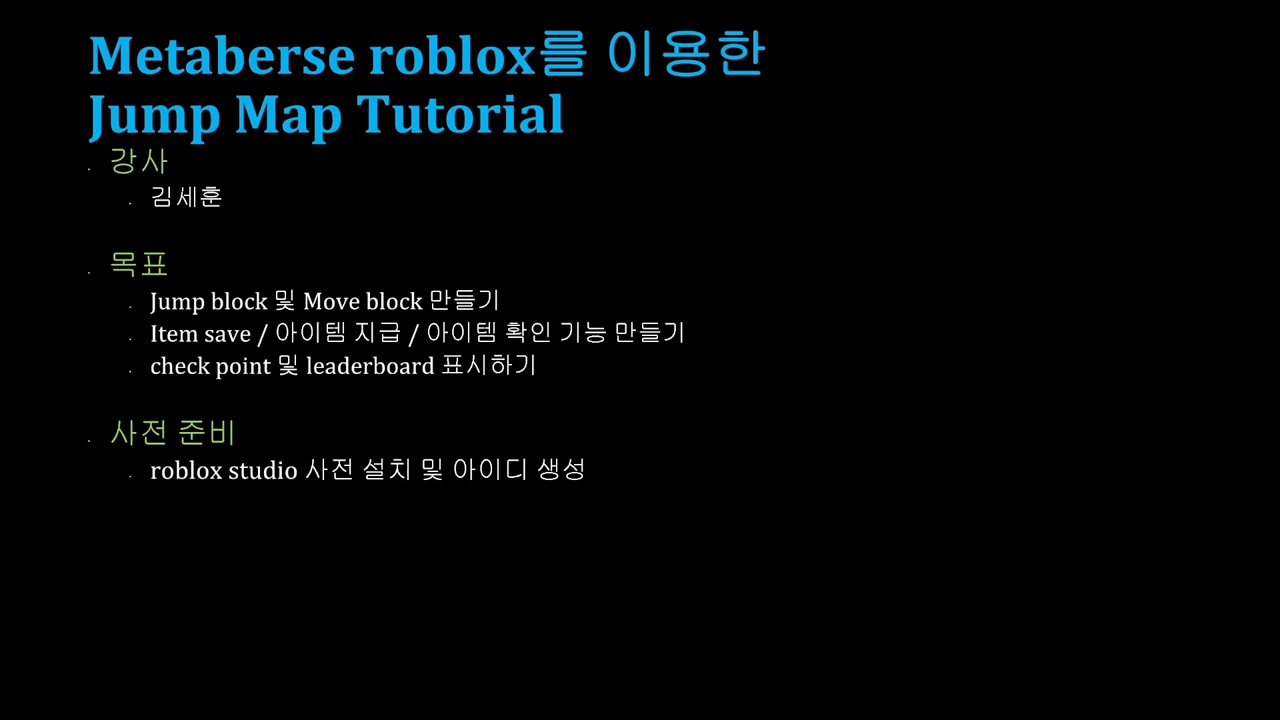 Metaberse roblox를 이용한
Jump Map Tutorial
강사
김세훈
목표
Jump block 및 Move block 만들기
Item save / 아이템 지급 / 아이템 확인 기능 만들기
check point 및 leaderboard 표시하기
사전 준비
roblox studio 사전 설치 및 아이디 생성